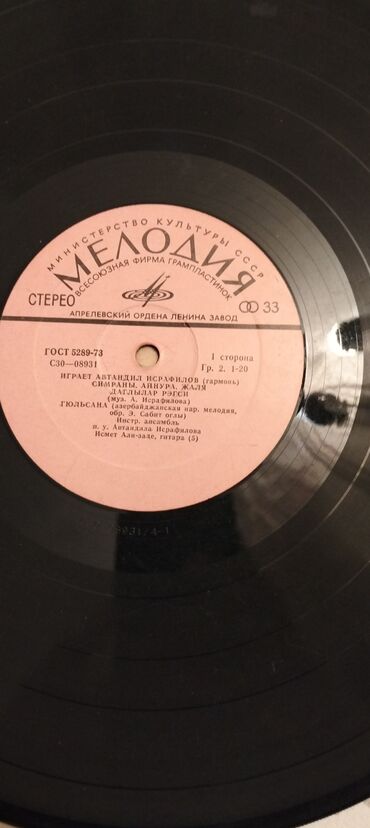 МИНИСТЕРСТВО КУЛЬТУРЫ СССР
МЕЛОДИЯ
ВСЕСОЮЗНАЯ ФИРМА ГРАМПЛАСТИНОК
СТЕРЕО
33
АПРЕЛЕВСКИЙ ОРДЕНА ЛЕНИНА ЗАВОД
ГОСТ 5289-73
1 сторона
С30—08931
Гр. 2. 1-20
ИГРАЕТ АВТАНДИЛ ИСРАФИЛОВ (гармонь)
СИМРАНЫ, АЙНУРА, ЖАЛЯ
ДАГЛЫЛАР РЭГСИ
(муз. А. Исрафилова)
ГЮЛЬСАНА (азербайджанская нар. мелодия,
обр. Э. Сабит оглы)
Инстр. ансамбль
п. у. Автандила Исрафилова
Исмет Али-заде, гитара (5)